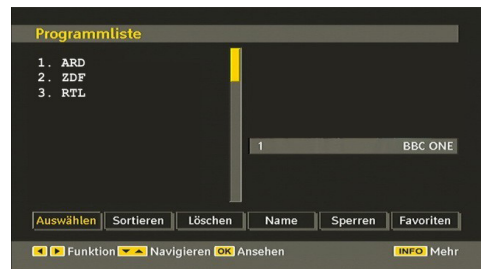 Programmliste
1. ARD
2. ZDF
3. RTL
1 BBC ONE
Auswählen Sortieren Löschen Name Sperren Favoriten
Funktion Navigieren OK Ansehen INFO Mehr